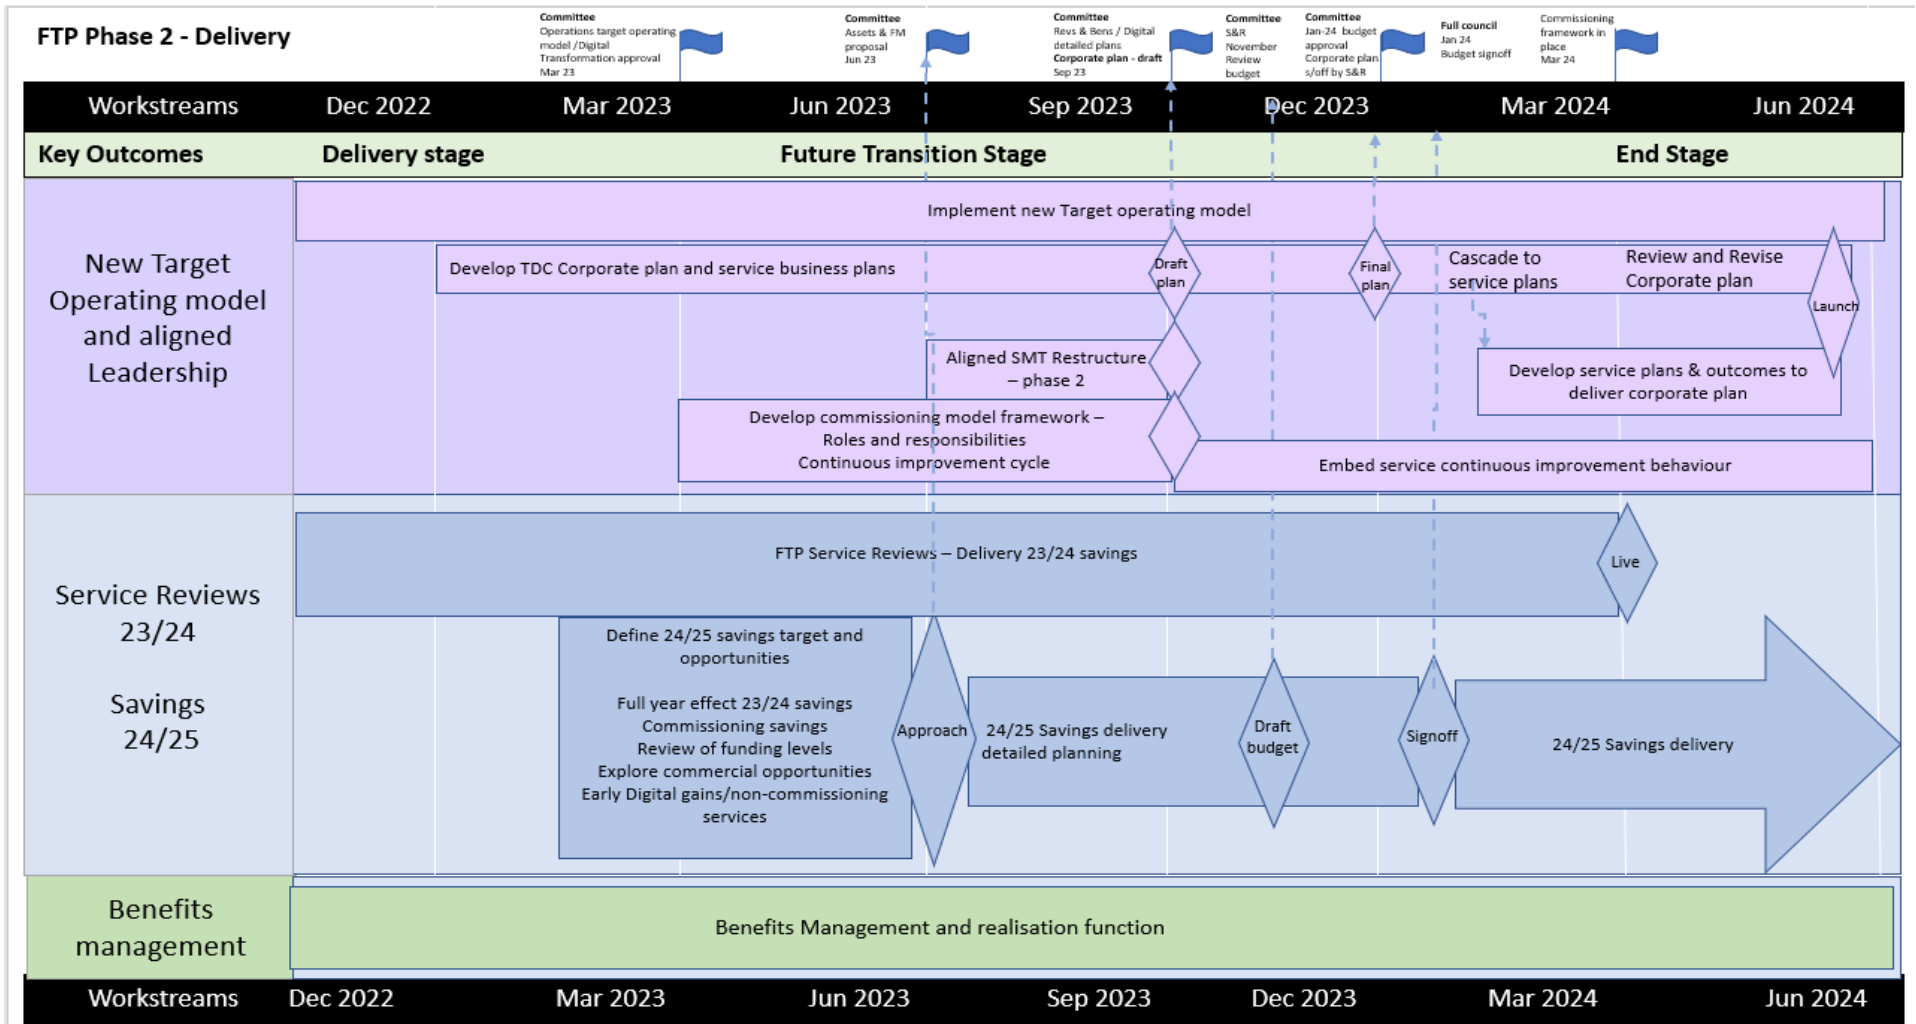 FTP Phase 2 - Delivery
Committee
Operations target operating
model /Digital
Transformation approval
Mar 23
Committee
Assets & FM
proposal
Jun 23
Committee
Revs & Bens / Digital
detailed plans
Corporate plan - draft
Sep 23
Committee
S&R
November
Review
budget
Committee
Jan-24 budget
approval
Corporate plan
s/off by S&R
Full council
Jan 24
Budget signoff
Commissioning
framework in
place
Mar 24
Workstreams Dec 2022 Mar 2023 Jun 2023 Sep 2023 Dec 2023 Mar 2024 Jun 2024
Key Outcomes Delivery stage Future Transition Stage End Stage
New Target
Operating model
and aligned
Leadership
Implement new Target operating model
Develop TDC Corporate plan and service business plans
Draft
plan
Final
plan
Cascade to
service plans
Review and Revise
Corporate plan
Launch
Aligned SMT Restructure
– phase 2
Develop service plans & outcomes to
deliver corporate plan
Develop commissioning model framework –
Roles and responsibilities
Continuous improvement cycle
Embed service continuous improvement behaviour
Service Reviews
23/24
Savings
24/25
FTP Service Reviews – Delivery 23/24 savings
Live
Define 24/25 savings target and
opportunities
Full year effect 23/24 savings
Commissioning savings
Review of funding levels
Explore commercial opportunities
Early Digital gains/non-commissioning
services
Approach
24/25 Savings delivery
detailed planning
Draft
budget
Signoff
24/25 Savings delivery
Benefits
management
Benefits Management and realisation function
Workstreams Dec 2022 Mar 2023 Jun 2023 Sep 2023 Dec 2023 Mar 2024 Jun 2024